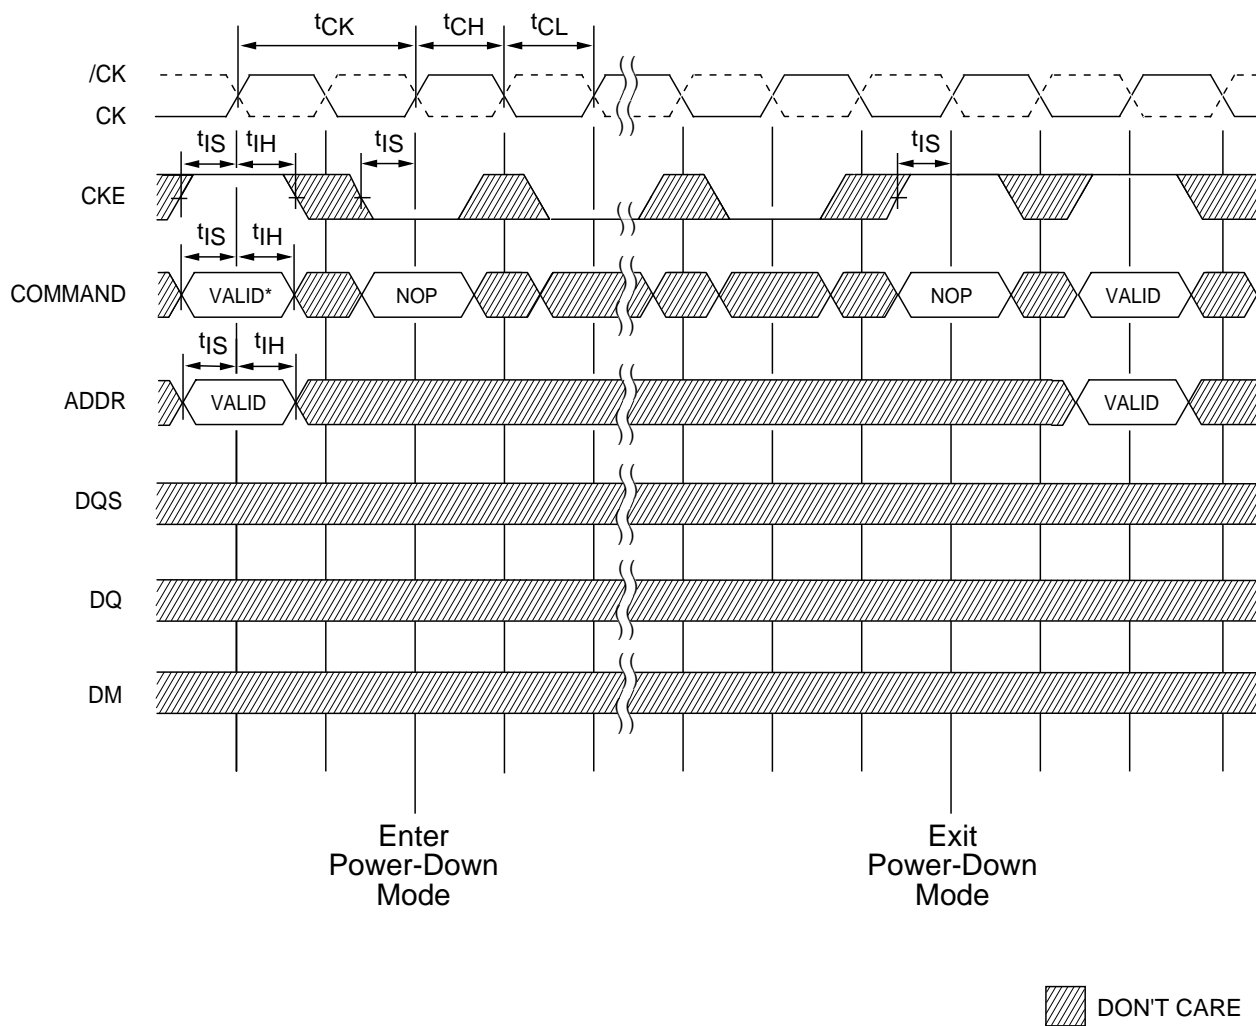 tCK tCH tCL
/CK
CK
tIS tIH tIS tIS
CKE
tIS tIH
COMMAND VALID* NOP NOP VALID
tIS tIH
ADDR VALID VALID
DQS
DQ
DM
Enter
Power-Down
Mode
Exit
Power-Down
Mode
DON'T CARE